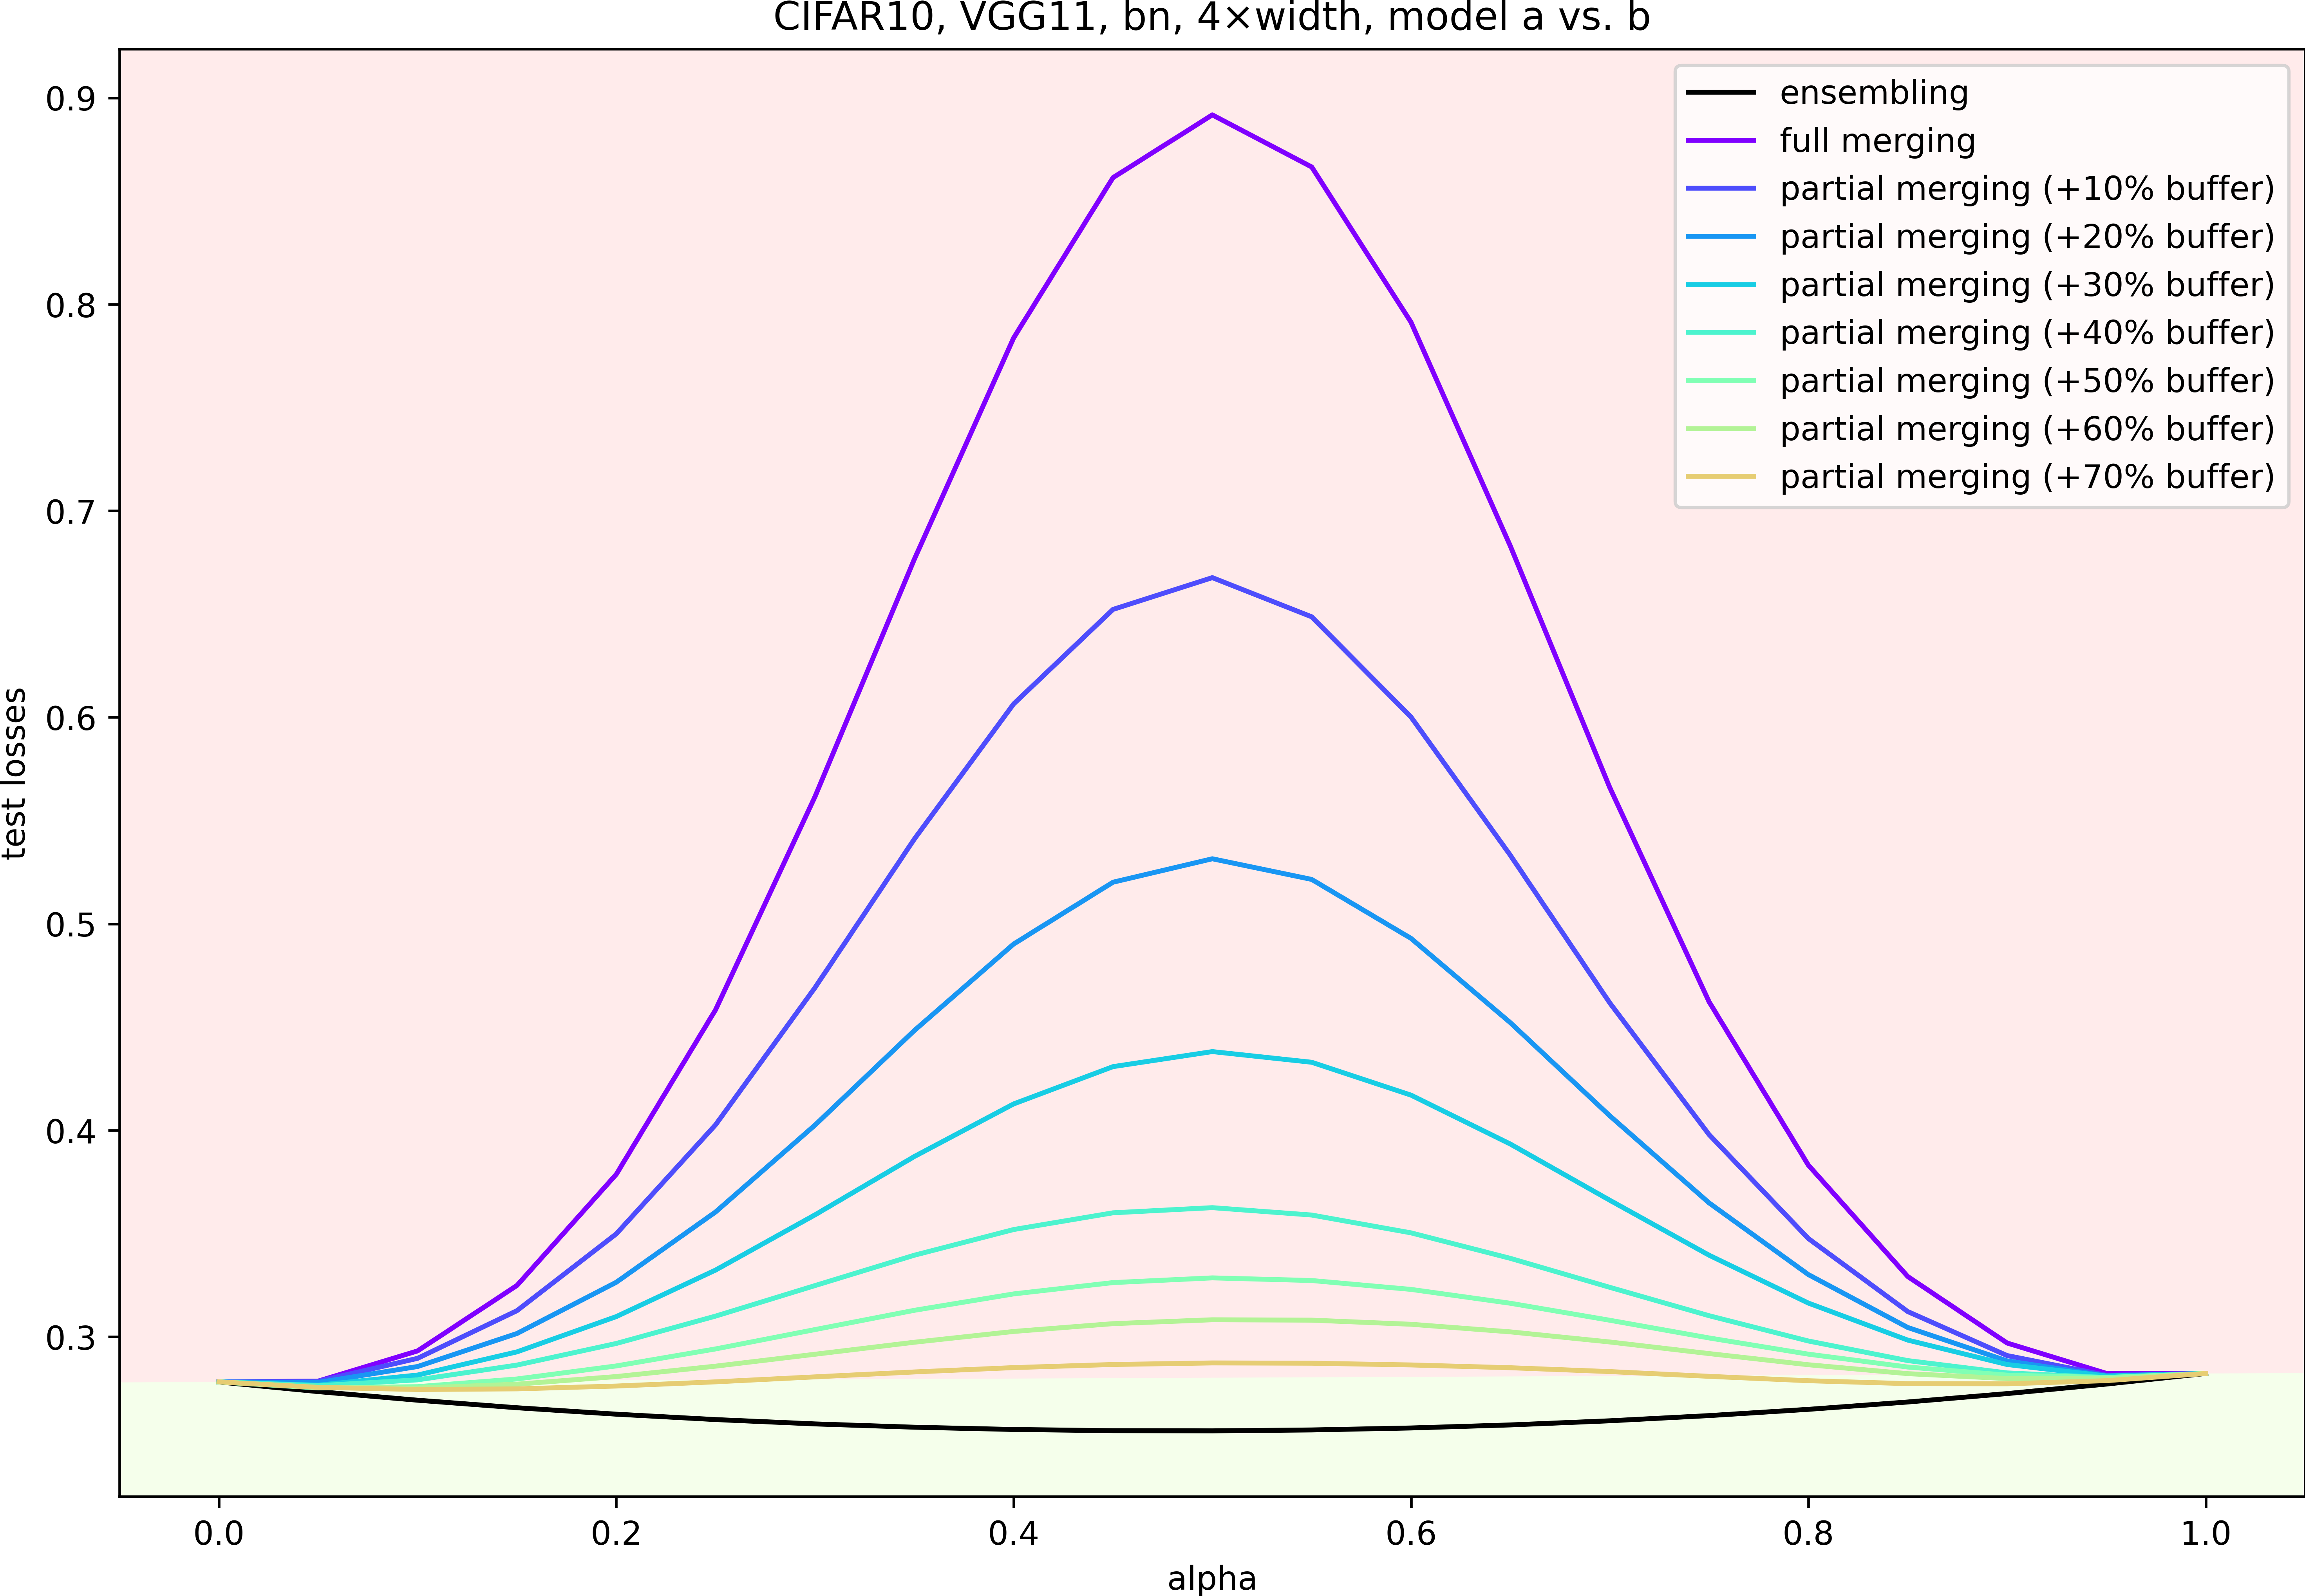 CIFAR10, VGG11, bn, 4×width, model a vs. b
ensembling
full merging
partial merging (+10% buffer)
partial merging (+20% buffer)
partial merging (+30% buffer)
partial merging (+40% buffer)
partial merging (+50% buffer)
partial merging (+60% buffer)
partial merging (+70% buffer)
test losses
0.9
0.8
0.7
0.6
0.5
0.4
0.3
0.0
0.2
0.4
0.6
0.8
1.0
alpha